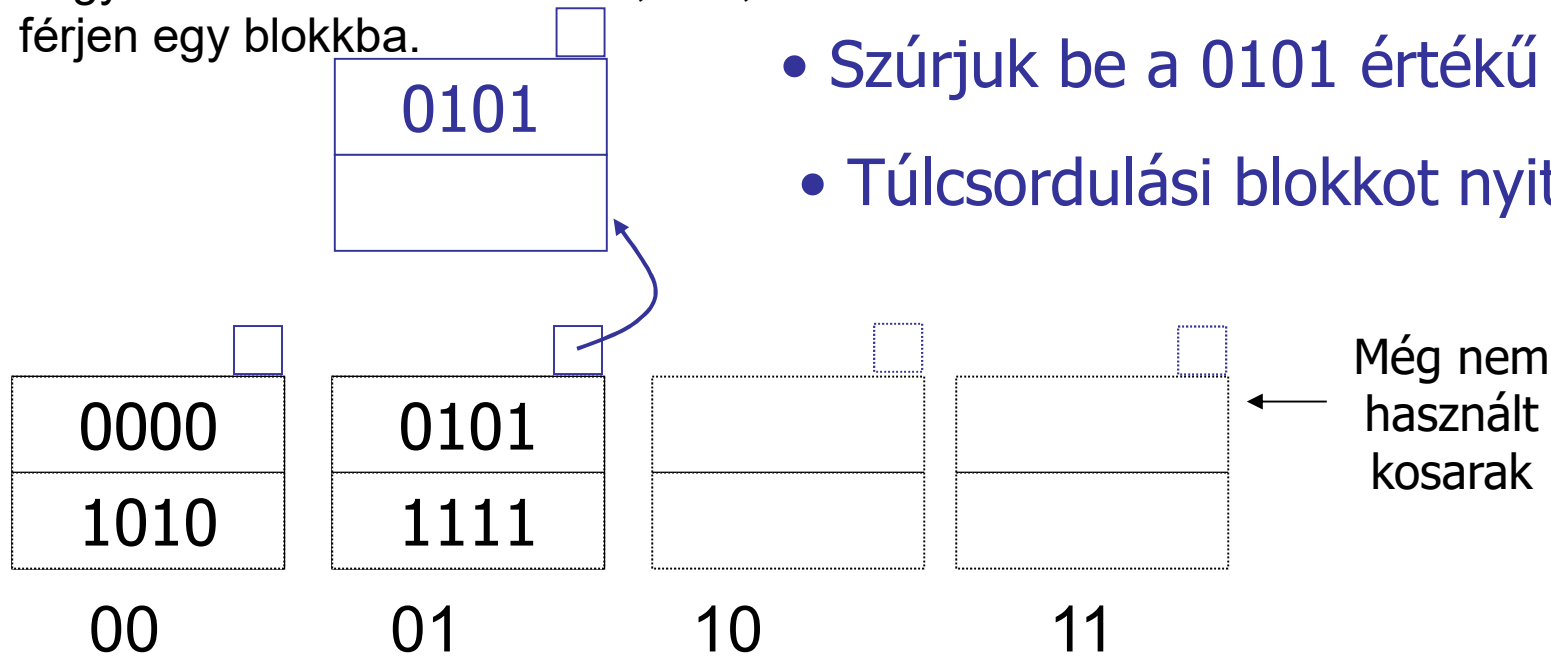 férjen egy blokkba.
0101
• Szúrjuk be a 0101 értékű
• Túlcsordulási blokkot
Még nem
használt
kosarak
0000 0101
1010 1111
00 01 10 11